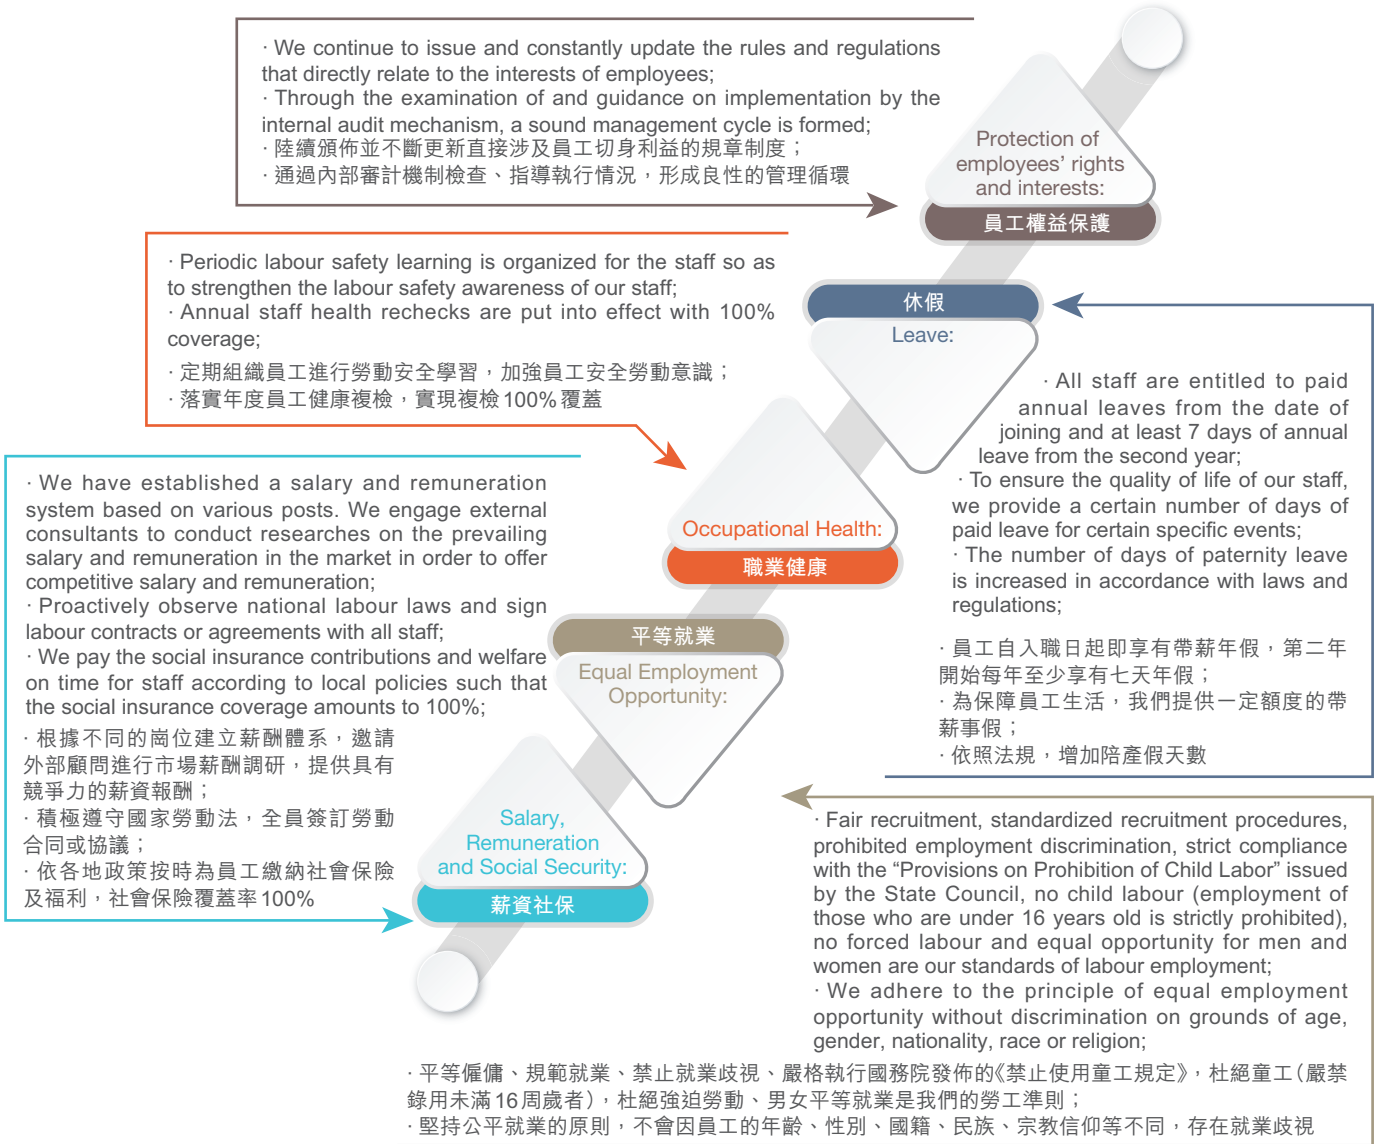 · We continue to issue and constantly update the rules and regulations
that directly relate to the interests of employees;
· Through the examination of and guidance on implementation by the
internal audit mechanism, a sound management cycle is formed;
· 陸續頒佈並不斷更新直接涉及員工切身利益的規章制度；
· 通過內部審計機制檢查、指導執行情況，形成良性的管理循環
Protection of
employees’ rights
and interests:
員工權益保護
· Periodic labour safety learning is organized for the staff so as
to strengthen the labour safety awareness of our staff;
· Annual staff health rechecks are put into effect with 100%
coverage;
· 定期組織員工進行勞動安全學習，加強員工安全勞動意識；
· 落實年度員工健康複檢，實現複檢100%覆蓋
休假
Leave:
· All staff are entitled to paid
annual leaves from the date of
joining and at least 7 days of annual
leave from the second year;
· To ensure the quality of life of our staff,
we provide a certain number of days of
paid leave for certain specific events;
· The number of days of paternity leave
is increased in accordance with laws and
regulations;
· 員工自入職日起即享有帶薪年假，第二年
開始每年至少享有七天年假；
· 為保障員工生活，我們提供一定額度的帶
薪事假；
· 依照法規，增加陪產假天數
Occupational Health:
職業健康
· We have established a salary and remuneration
system based on various posts. We engage external
consultants to conduct researches on the prevailing
salary and remuneration in the market in order to offer
competitive salary and remuneration;
· Proactively observe national labour laws and sign
labour contracts or agreements with all staff;
· We pay the social insurance contributions and welfare
on time for staff according to local policies such that
the social insurance coverage amounts to 100%;
· 根據不同的崗位建立薪酬體系，邀請
外部顧問進行市場薪酬調研，提供具有
競爭力的薪資報酬；
· 積極遵守國家勞動法，全員簽訂勞動
合同或協議；
· 依各地政策按時為員工繳納社會保險
及福利，社會保險覆蓋率100%
平等就業
Equal Employment
Opportunity:
Salary,
Remuneration
and Social Security:
薪資社保
· Fair recruitment, standardized recruitment procedures,
prohibited employment discrimination, strict compliance
with the “Provisions on Prohibition of Child Labor” issued
by the State Council, no child labour (employment of
those who are under 16 years old is strictly prohibited),
no forced labour and equal opportunity for men and
women are our standards of labour employment;
· We adhere to the principle of equal employment
opportunity without discrimination on grounds of age,
gender, nationality, race or religion;
· 平等僱傭、規範就業、禁止就業歧視、嚴格執行國務院發佈的《禁止使用童工規定》，杜絕童工（嚴禁
錄用未滿16周歲者），杜絕強迫勞動、男女平等就業是我們的勞工準則；
· 堅持公平就業的原則，不會因員工的年齡、性別、國籍、民族、宗教信仰等不同，存在就業歧視